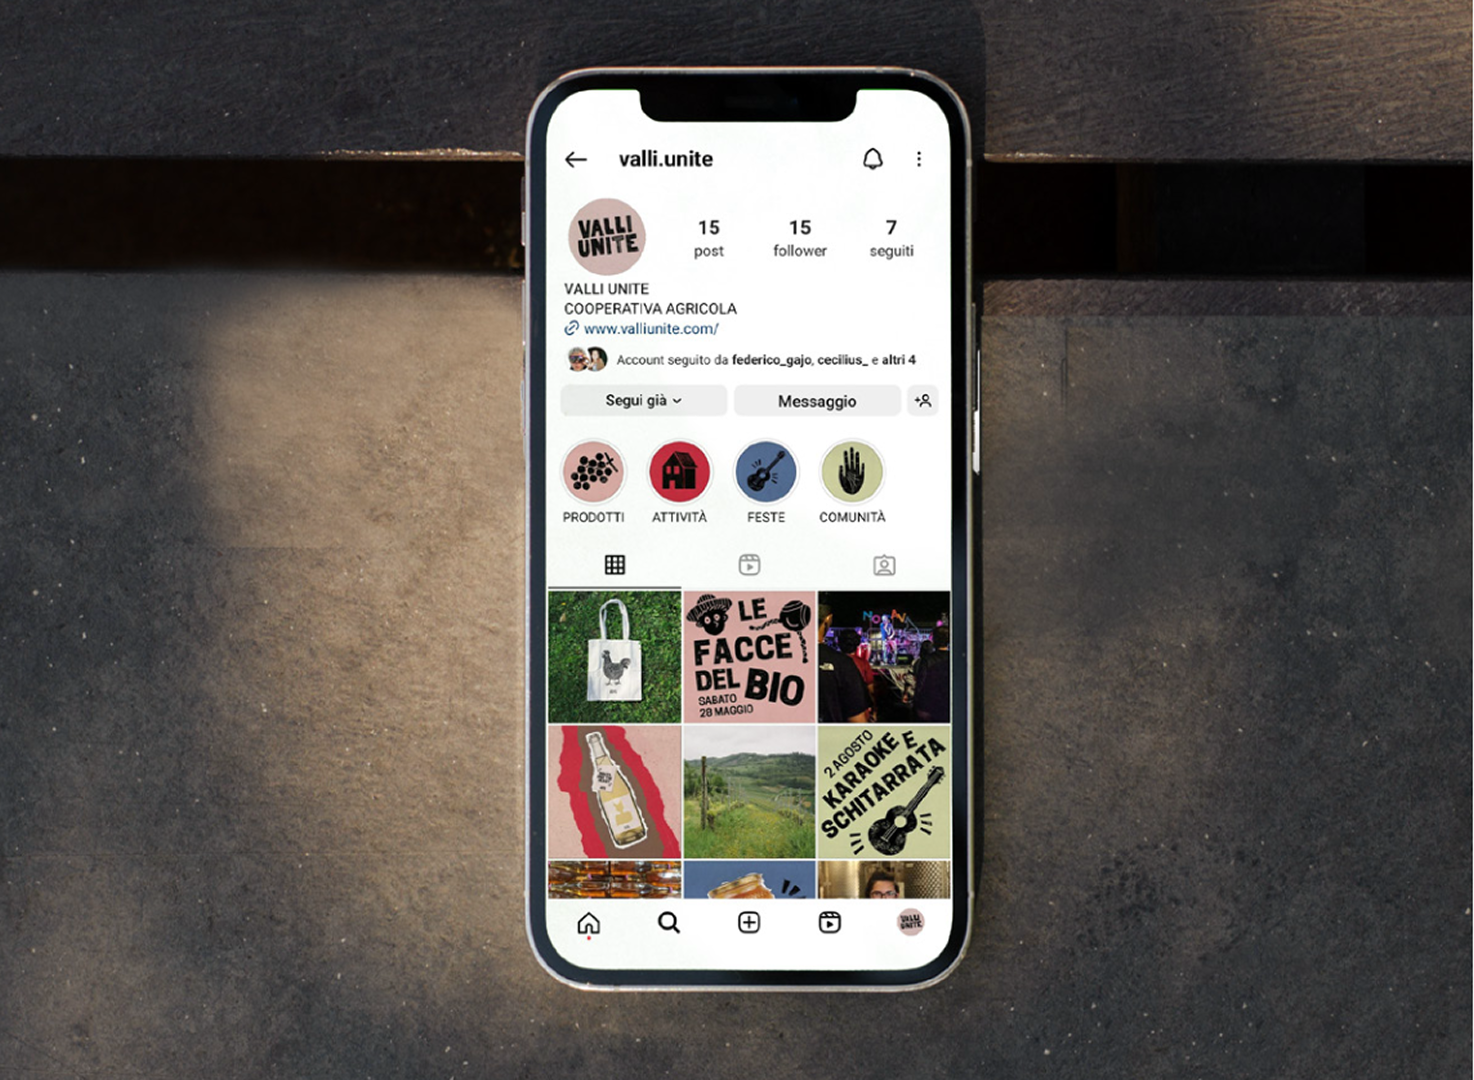 valli.unite
VALLI
UNITE
15
post
15
follower
7
seguiti
VALLI UNITE
COOPERATIVA AGRICOLA
www.valliunite.com/
Account seguito da federico_gajo, cecilius_ e altri 4
Segui già
Messaggio
PRODOTTI
ATTIVITÀ
FESTE
COMUNITÀ
LE
FACCE
DEL BIO
SABATO
28 MAGGIO
2 AGOSTO
KARAOKE E
SCHITARRATA
VALLI
UNITE